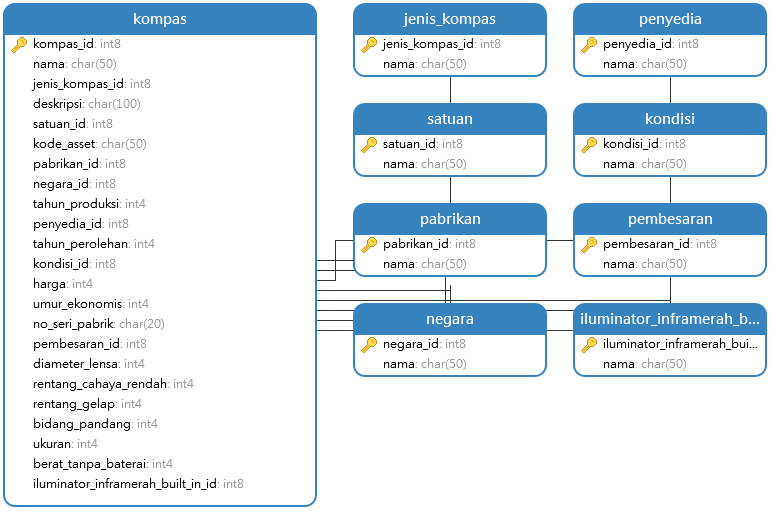 kompas
kompas_id: int8
nama: char(50)
jenis_kompas_id: int8
deskripsi: char(100)
satuan_id: int8
kode_asset: char(50)
pabrikan_id: int8
negara_id: int8
tahun_produksi: int4
penyedia_id: int8
tahun_perolehan: int4
kondisi_id: int8
harga: int4
umur_ekonomis: int4
no_seri_pabrik: char(20)
pembesaran_id: int8
diameter_lensa: int4
rentang_cahaya_rendah: int4
rentang_gelap: int4
bidang_pandang: int4
ukuran: int4
berat_tanpa_baterai: int4
iluminator_inframerah_built_in_id: int8
jenis_kompas
jenis_kompas_id: int8
nama: char(50)
penyedia
penyedia_id: int8
nama: char(50)
satuan
satuan_id: int8
nama: char(50)
kondisi
kondisi_id: int8
nama: char(50)
pabrikan
pabrikan_id: int8
nama: char(50)
pembesaran
pembesaran_id: int8
nama: char(50)
negara
negara_id: int8
nama: char(50)
iluminator_inframerah_b...
iluminator_inframerah_bui...
nama: char(50)